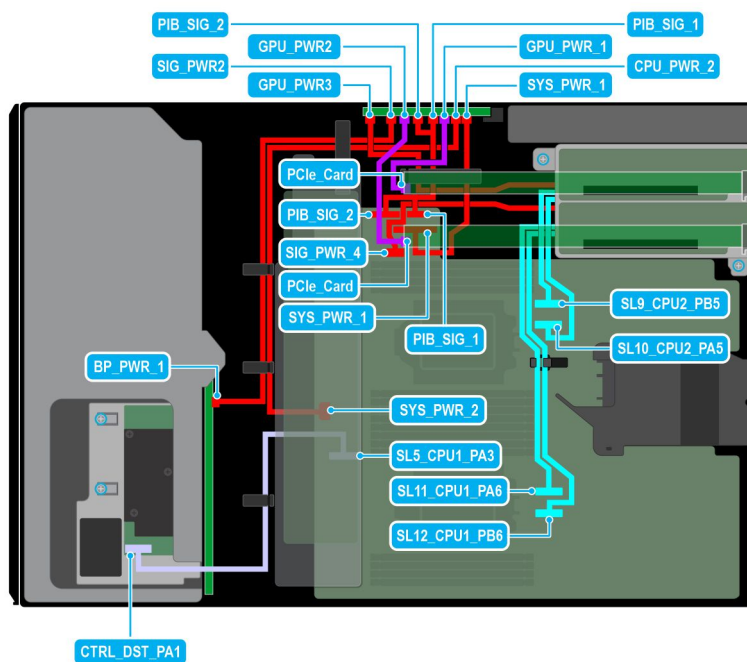 PIB_SIG_2
PIB_SIG_1
GPU_PWR2
GPU_PWR_1
SIG_PWR2
CPU_PWR_2
GPU_PWR3
SYS_PWR_1
PCIe_Card
PIB_SIG_2
SIG_PWR_4
PCIe_Card
SL9_CPU2_PB5
SYS_PWR_1
PIB_SIG_1
SL10_CPU2_PA5
BP_PWR_1
SYS_PWR_2
SL5_CPU1_PA3
SL11_CPU1_PA6
SL12_CPU1_PB6
CTRL_DST_PA1